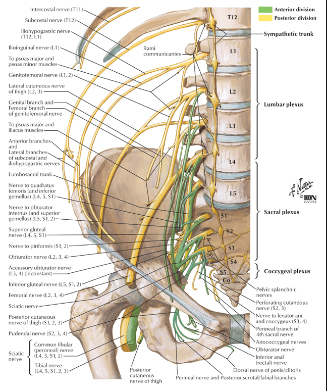 Intercostal nerve (T11)
Subcostal nerve (T12)
Iliohypogastric nerve
(T12, L1)
Ilioinguinal nerve (L1)
To psoas major and
psoas minor muscles
Genitofemoral nerve (L1, 2)
Lateral cutaneous nerve
of thigh (L2, 3)
Genital branch and
Femoral branch
of genitofemoral nerve
To psoas major and
iliacus muscles
Anterior branches
and
Lateral branches
of subcostal and
iliohypogastric nerves
Lumbosacral trunk
Nerve to quadratus
femoris (and inferior
gemellus) (L4, 5, S1)
Nerve to obturator
internus (and superior
gemellus) (L5, S1, 2)
Superior gluteal
nerve (L4, 5, S1)
Nerve to piriformis (S1, 2)
Obturator nerve (L2, 3, 4)
Accessory obturator nerve
(L3, 4) (inconstant)
Inferior gluteal nerve (L5, S1, 2)
Femoral nerve (L2, 3, 4)
Sciatic nerve
Posterior cutaneous
nerve of thigh (S1, 2, 3)
Pudendal nerve (S2, 3, 4)
Sciatic
nerve
Common fibular
(peroneal) nerve
(L4, 5, S1, 2)
Tibial nerve
(L4, 5, S1, 2, 3)
Rami
communicantes
T12
L1
L2
L3
L4
L5
S1
S2
S3
S4
S5
Co
Anterior division
Posterior division
Sympathetic trunk
Lumbar plexus
Sacral plexus
Coccygeal plexus
Pelvic splanchnic
nerves
Perforating cutaneous
nerve (S2, 3)
Nerve to levator ani
and coccygeus (S3, 4)
Perineal branch of
4th sacral nerve
Anococcygeal nerves
Obturator nerve
Inferior anal
(rectal) nerve
Dorsal nerve of penis/clitoris
Perineal nerve and Posterior scrotal/labial branches
Posterior
cutaneous
nerve of thigh